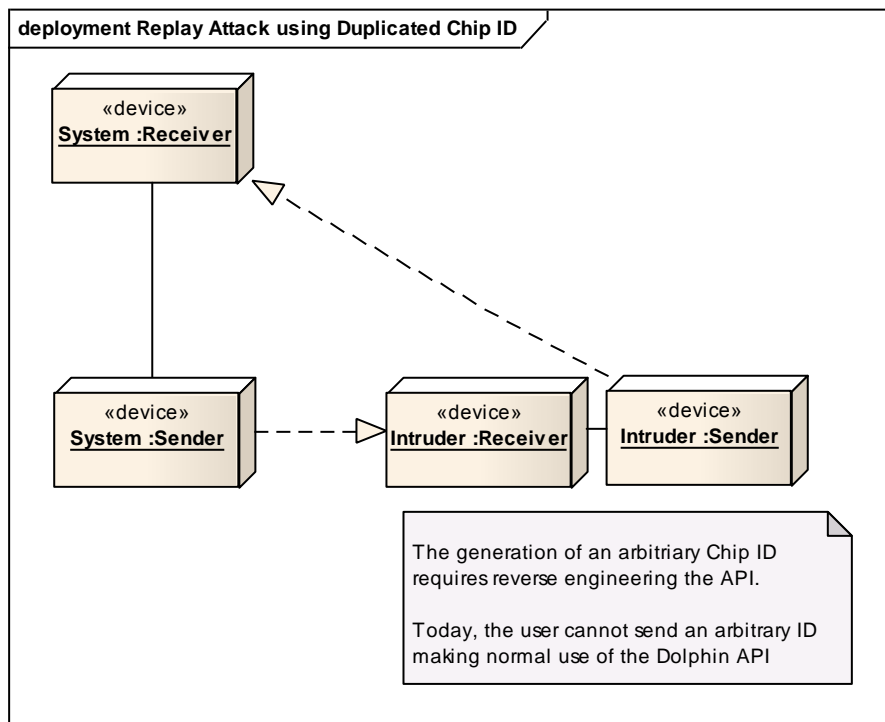 deployment Replay Attack using Duplicated Chip ID
«device»
System :Receiver
«device»
System :Sender
«device»
Intruder :Receiver
«device»
Intruder :Sender
The generation of an arbitriary Chip ID
requires reverse engineering the API.
Today, the user cannot send an arbitrary ID
making normal use of the Dolphin API